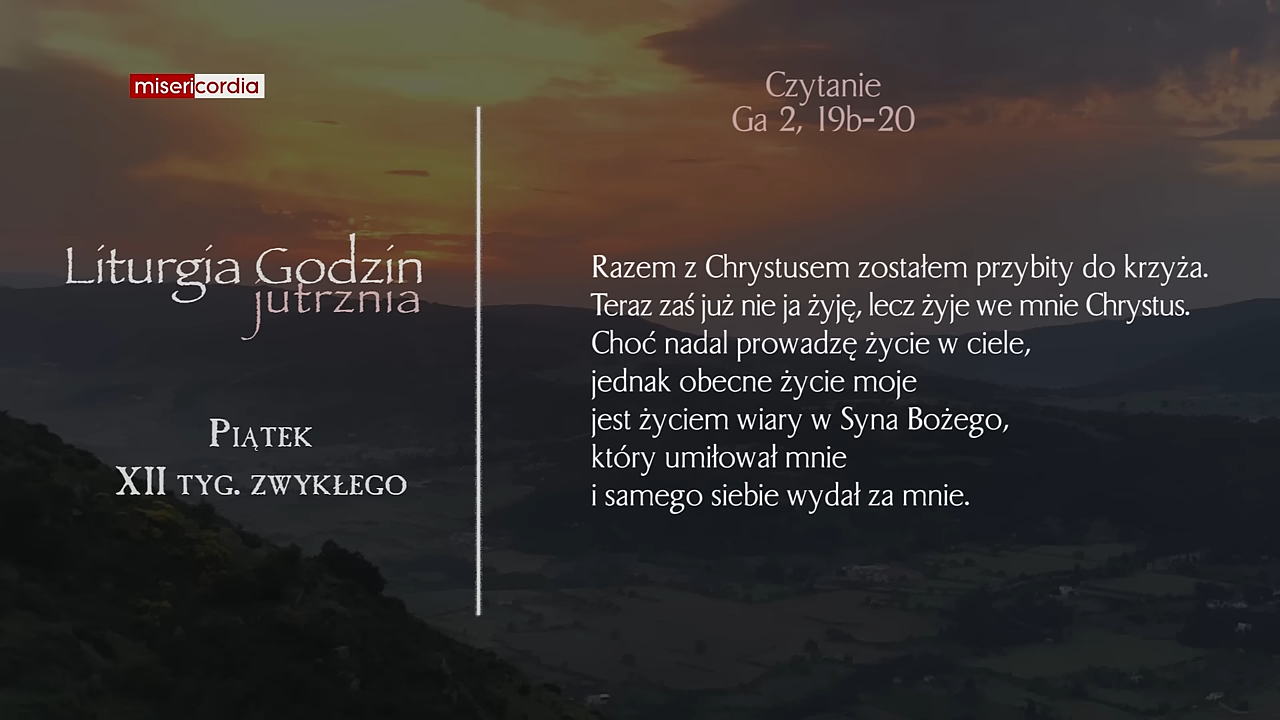 misericordia
Liturgia Godzin
jutrznia
Piątek
XII tyg. zwykłego
Czytanie
Ga 2, 19b-20
Razem z Chrystusem zostałem przybity do krzyża.
Teraz zaś już nie ja żyję, lecz żyje we mnie Chrystus.
Choć nadal prowadzę życie w ciele,
jednak obecne życie moje
jest życiem wiary w Syna Bożego,
który umiłował mnie
i samego siebie wydał za mnie.